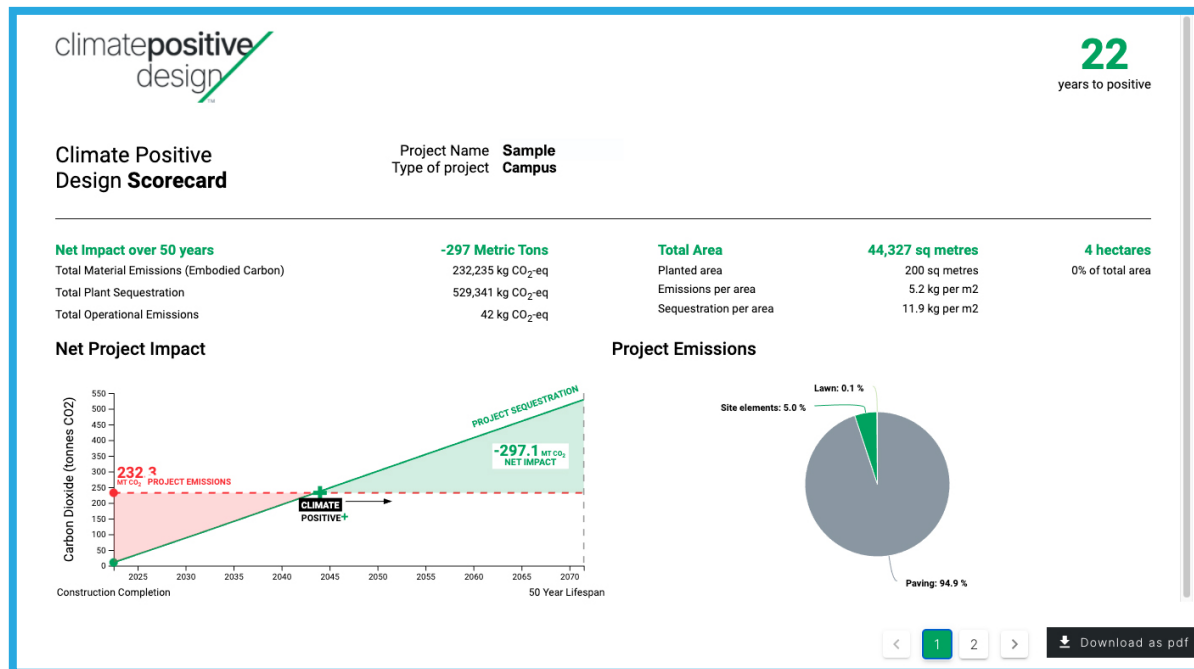 climatepositive
design
TM
22
years to positive
Climate Positive
Design Scorecard
Project Name Sample
Type of project Campus
Net Impact over 50 years -297 Metric Tons
Total Material Emissions (Embodied Carbon) 232,235 kg CO2-eq
Total Plant Sequestration 529,341 kg CO2-eq
Total Operational Emissions 42 kg CO2-eq
Total Area 44,327 sq metres 4 hectares
Planted area 200 sq metres 0% of total area
Emissions per area 5.2 kg per m2
Sequestration per area 11.9 kg per m2
Net Project Impact
Carbon Dioxide (tonnes CO2)
550
500
450
400
350
300
250
200
150
100
50
0
PROJECT SEQUESTRATION
-297.1 MT CO2
NET IMPACT
232.3
MT CO2 PROJECT EMISSIONS
CLIMATE
POSITIVE+
2025 2030 2035 2040 2045 2050 2055 2060 2065 2070
Construction Completion 50 Year Lifespan
Project Emissions
Lawn: 0.1 %
Site elements: 5.0 %
Paving: 94.9 %
< 1 2 > Download as pdf